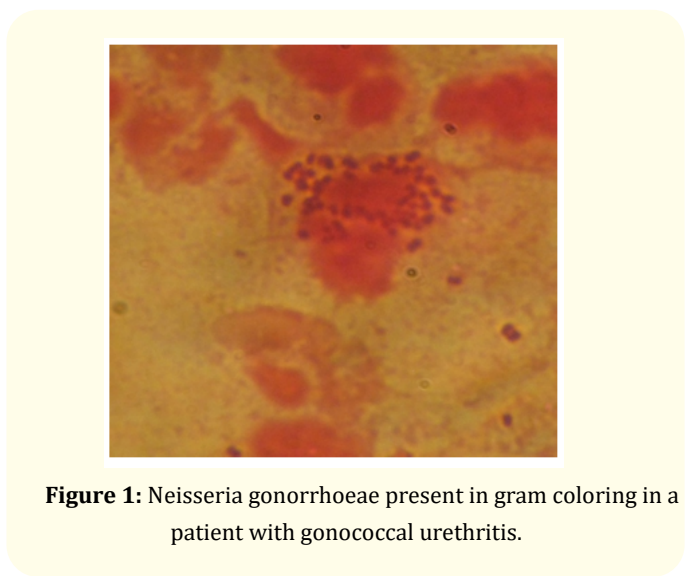 Figure 1: Neisseria gonorrhoeae present in gram coloring in a
patient with gonococcal urethritis.